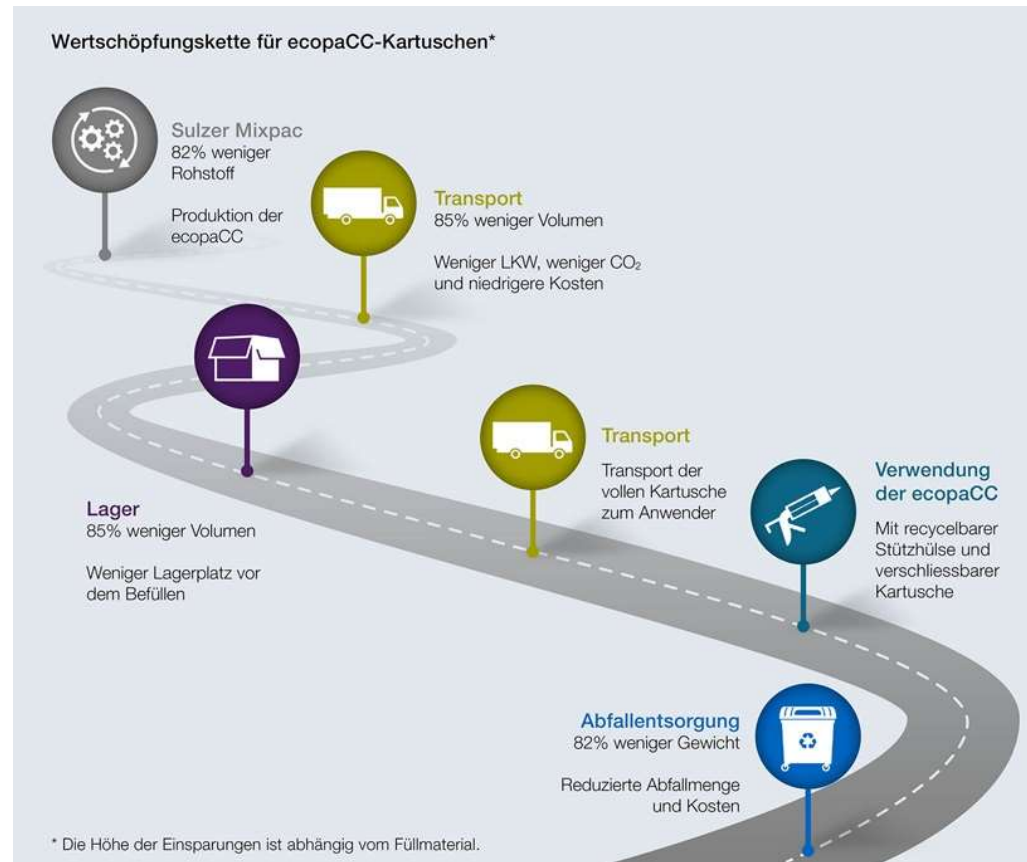 Wertschöpfungskette für ecopaCC-Kartuschen*
Sulzer Mixpac
82% weniger
Rohstoff
Produktion der
ecopaCC
Transport
85% weniger Volumen
Weniger LKW, weniger CO₂
und niedrigere Kosten
Lager
85% weniger Volumen
Weniger Lagerplatz vor
dem Befüllen
Transport
Transport der
vollen Kartusche
zum Anwender
Verwendung
der ecopaCC
Mit recycelbarer
Stützhülse und
verschliessbarer
Kartusche
Abfallentsorgung
82% weniger Gewicht
Reduzierte Abfallmenge
und Kosten
* Die Höhe der Einsparungen ist abhängig vom Füllmaterial.